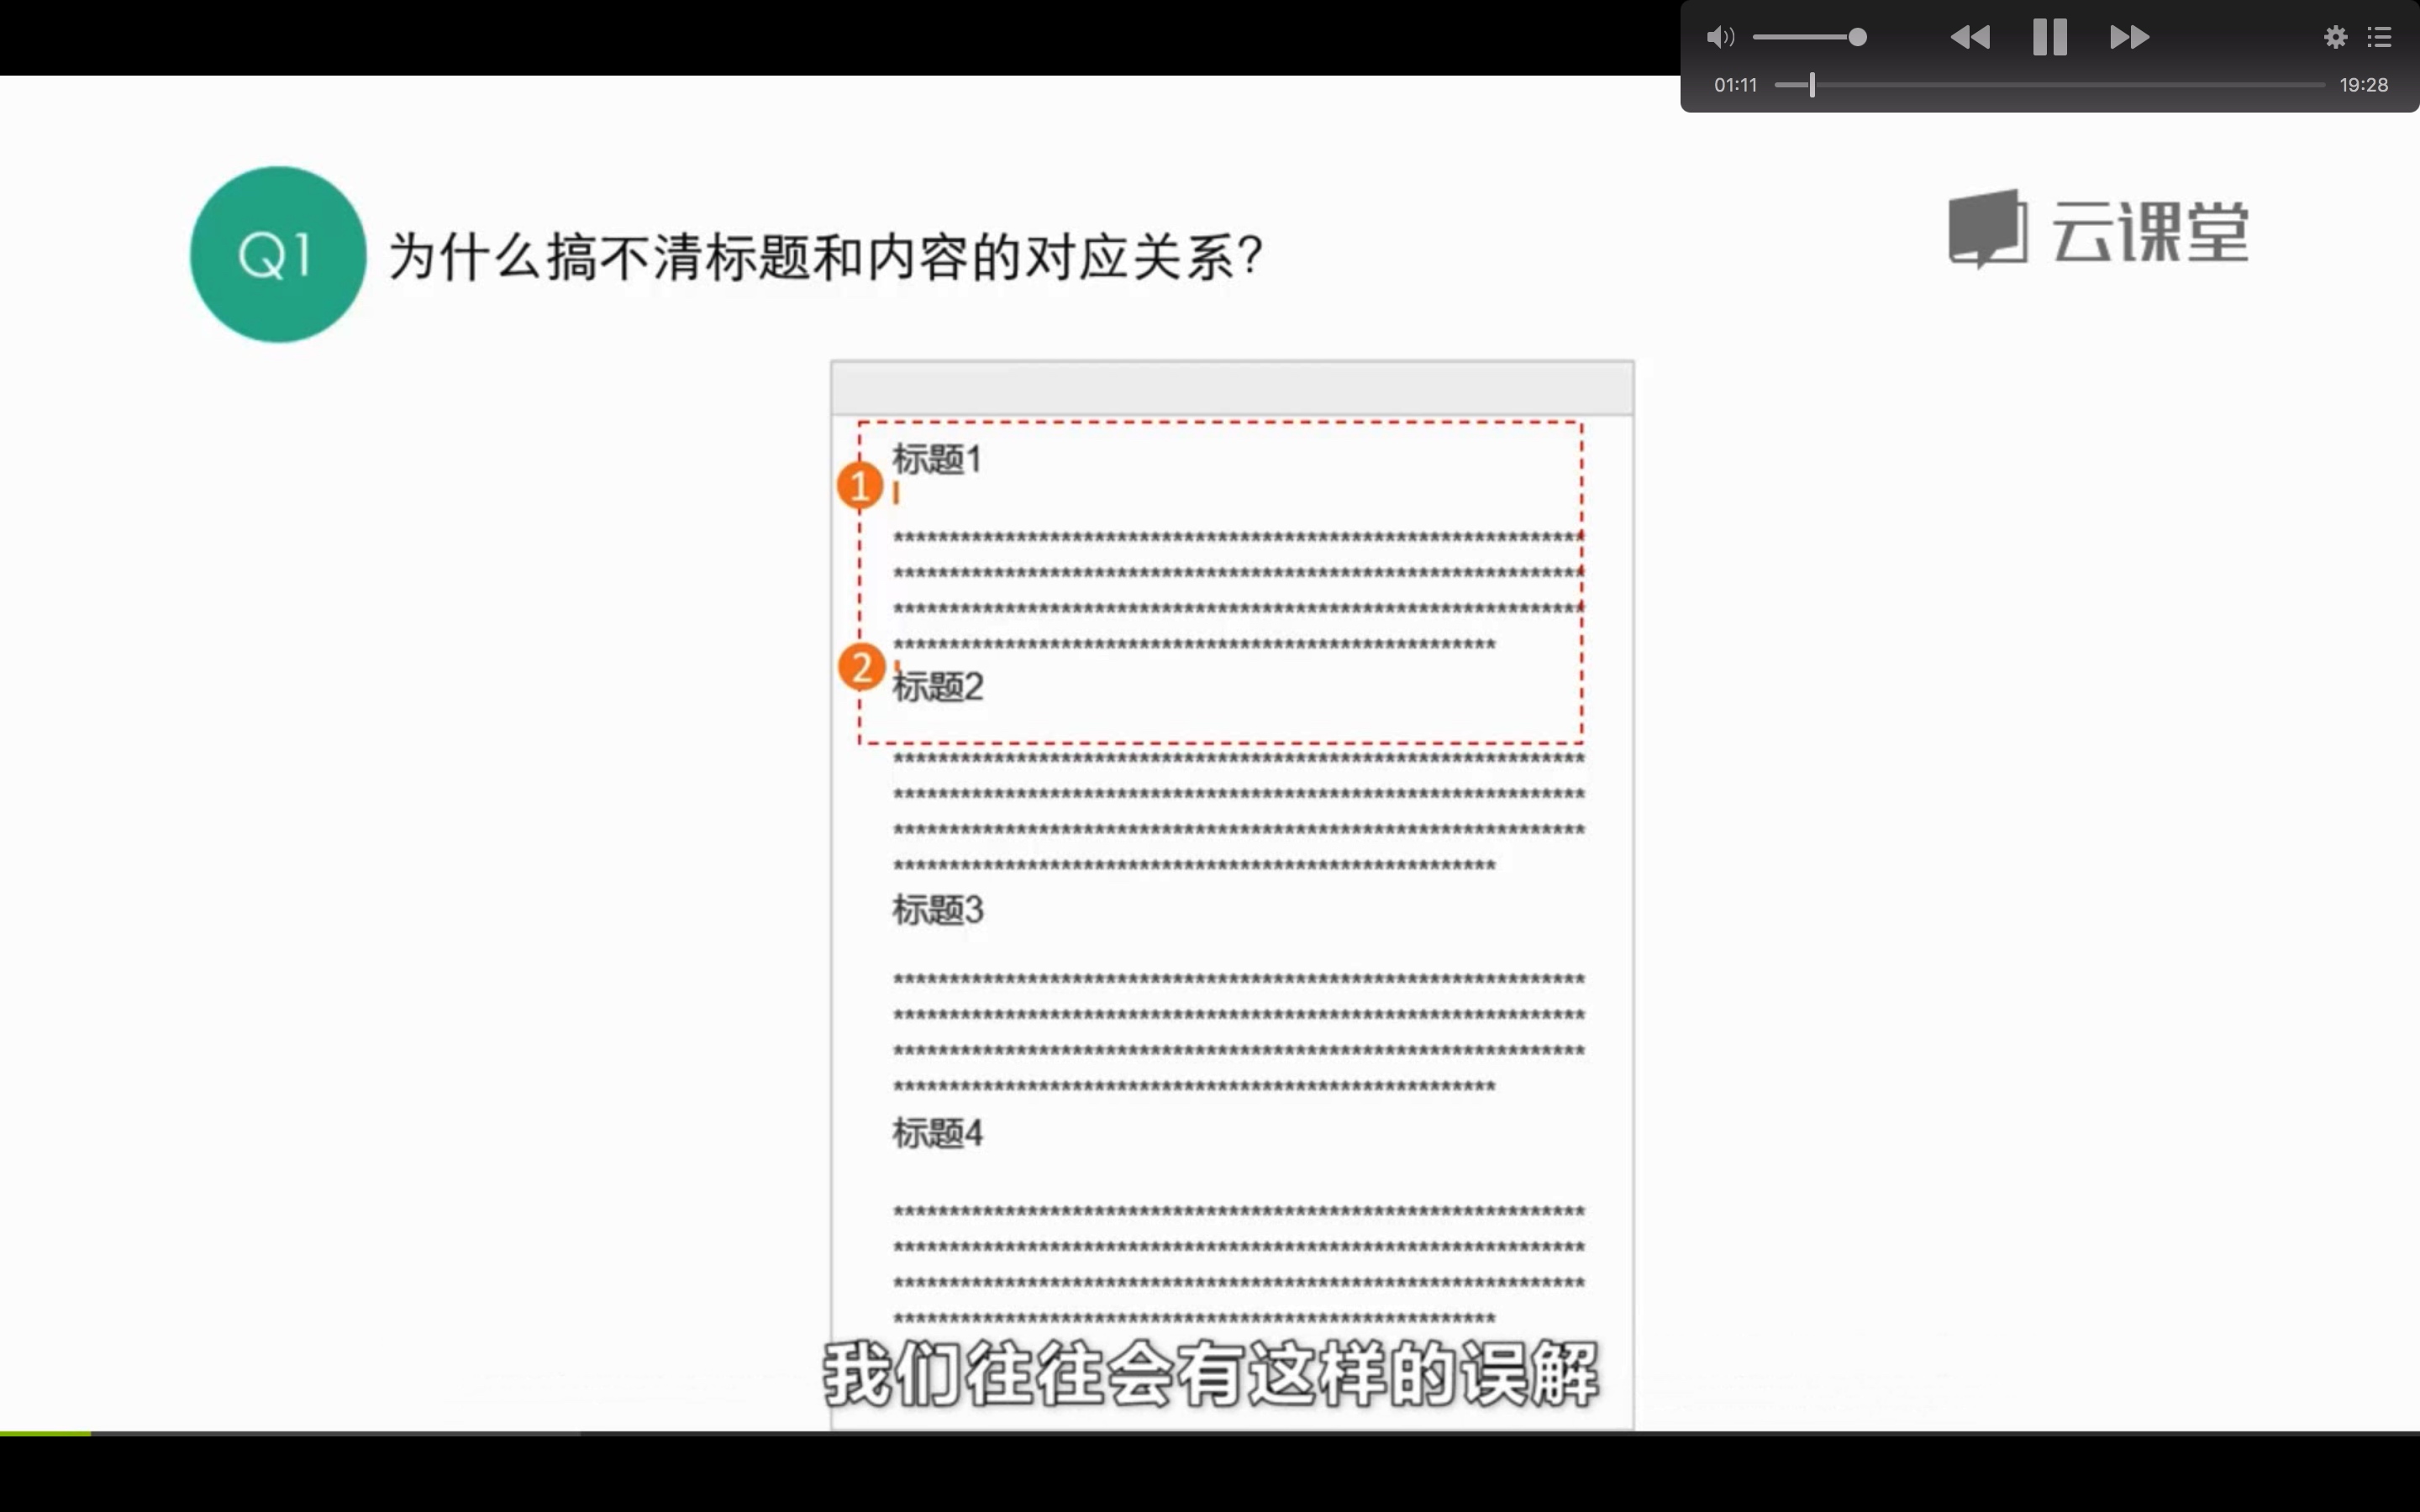 01:11
19:28
Q1
为什么搞不清标题和内容的对应关系?
云课堂
标题1
1
2
标题2
标题3
标题4
我们往往会有这样的误解